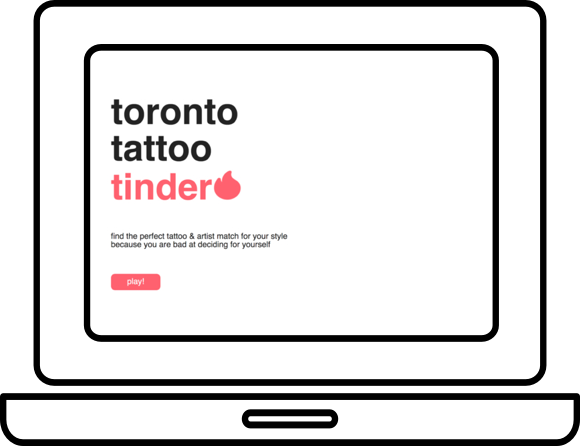 toronto
tattoo
tinder
find the perfect tattoo & artist match for your style
because you are bad at deciding for yourself
play!